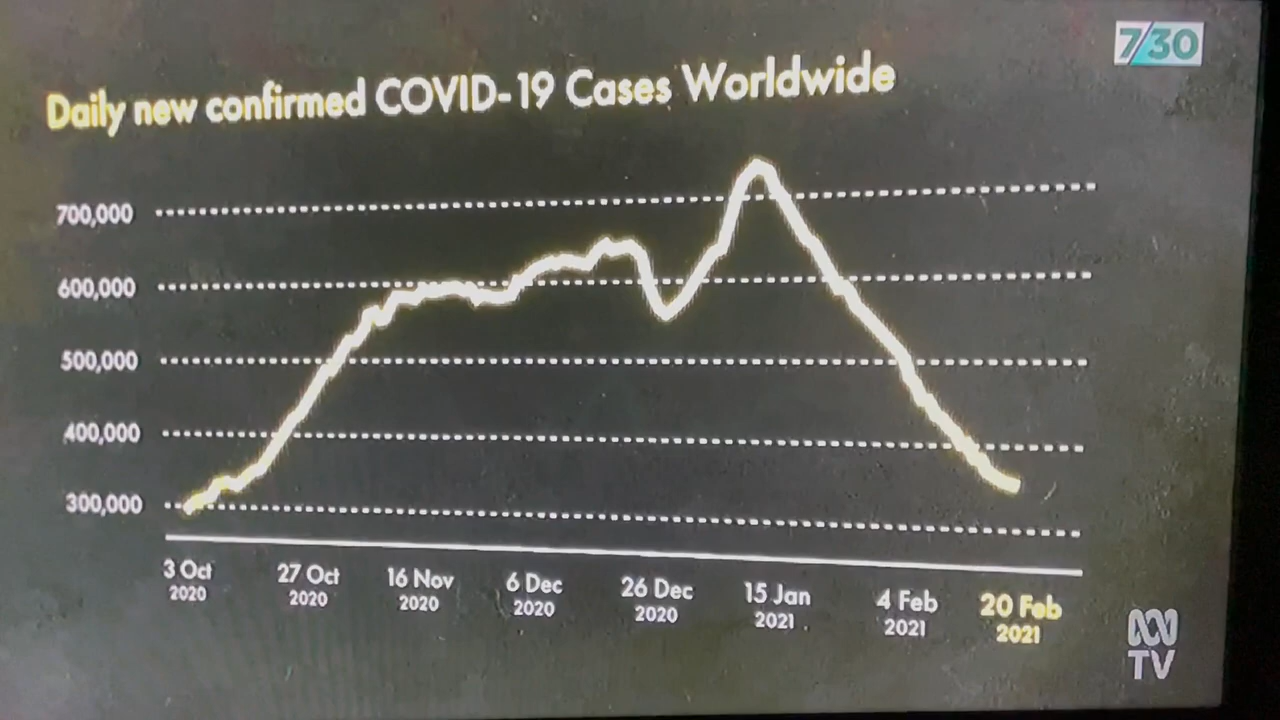 7/30
Daily new confirmed COVID-19 Cases Worldwide
700,000
600,000
500,000
400,000
300,000
3 Oct
2020
27 Oct
2020
16 Nov
2020
6 Dec
2020
26 Dec
2020
15 Jan
2021
4 Feb
2021
20 Feb
2021
ABC
TV